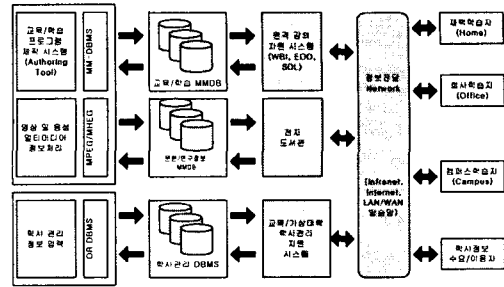 교육/학습
프로그램
제작 시스템
(Authoring
Tool)
MM-DBMS
교육/학습 MMDB
원격 강의
지원 시스템
(WBI, EDO,
SDL)
영상 및 음성
멀티미디어
정보처리
MPEG/MHEG
문헌/연구정보
MMDB
전자
도서관
학사 관리
정보 입력
OR DBMS
학사관리 DBMS
교육/가상대학
학사관리
지원
시스템
정보전달
Network
(Intranet,
Internet,
LAN/WAN
방송망)
재택학습자
(Home)
회사학습자
(Office)
캠퍼스학습자
(Campus)
학사정보
수요/이용자